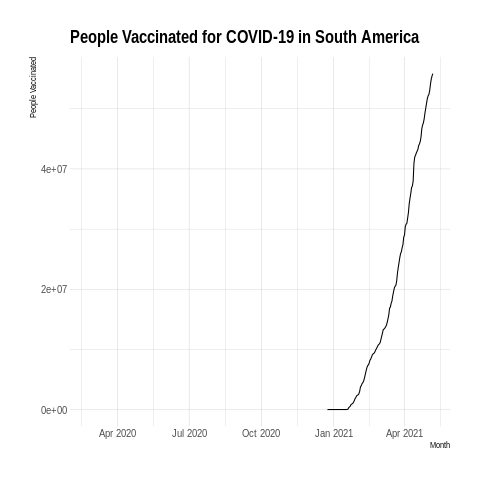 People Vaccinated for COVID-19 in South America
People Vaccinated
4e+07
2e+07
0e+00
Apr 2020 Jul 2020 Oct 2020 Jan 2021 Apr 2021
Month